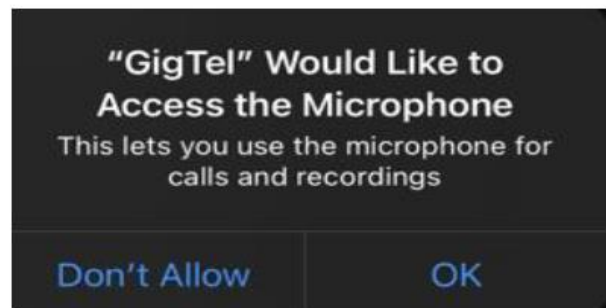 “GigTel” Would Like to
Access the Microphone
This lets you use the microphone for
calls and recordings
Don't Allow
OK